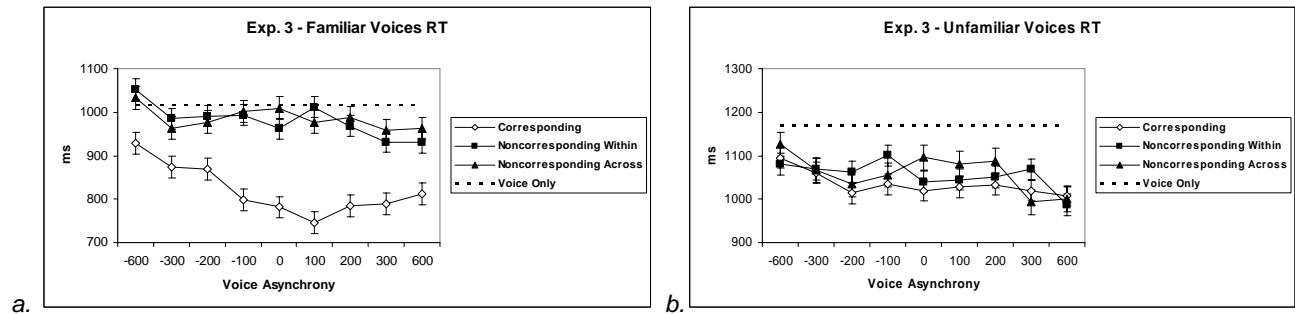 Exp. 3 - Familiar Voices RT
1100
1000
900
800
700
ms
-600 -300 -200 -100 0 100 200 300 600
Voice Asynchrony
Corresponding
Noncorresponding Within
Noncorresponding Across
Voice Only
a.
Exp. 3 - Unfamiliar Voices RT
1300
1200
1100
1000
900
ms
-600 -300 -200 -100 0 100 200 300 600
Voice Asynchrony
Corresponding
Noncorresponding Within
Noncorresponding Across
Voice Only
b.